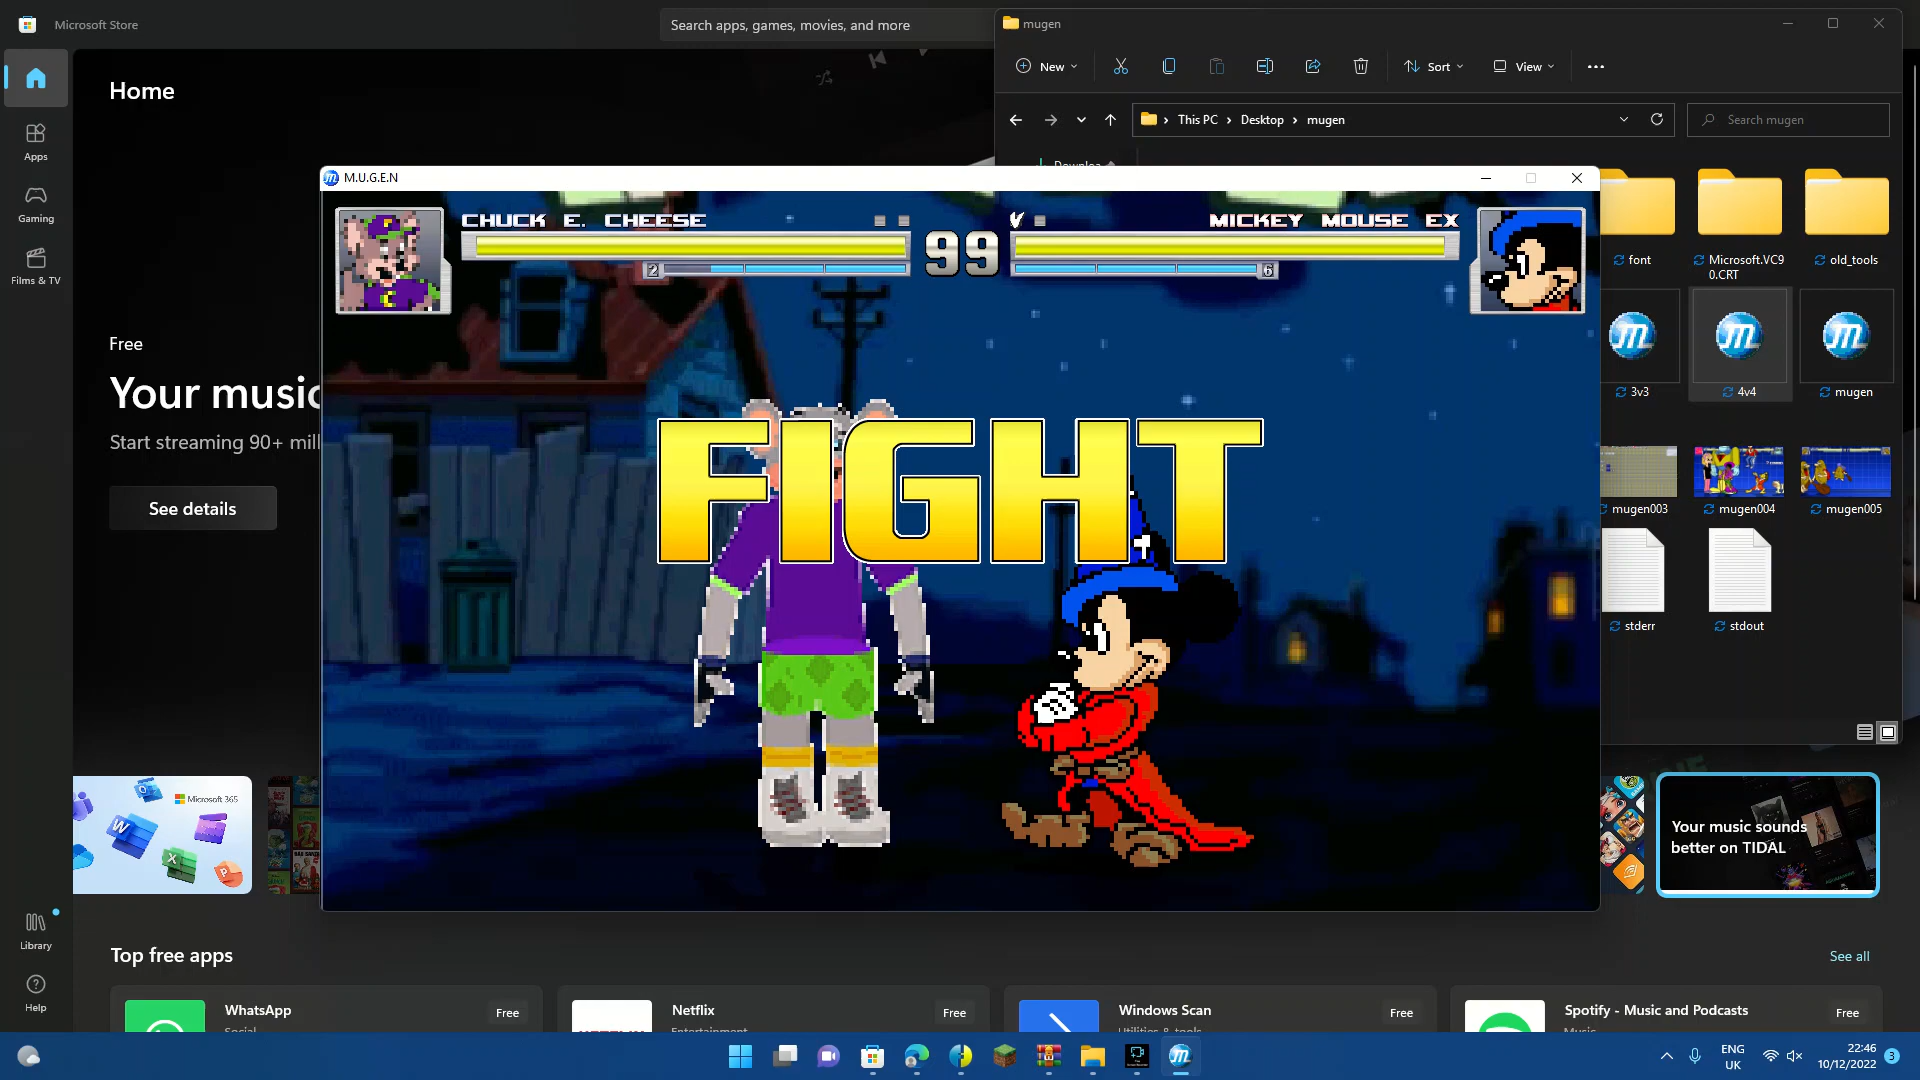 Microsoft Store
Search apps, games, movies, and more
mugen
New
Sort
View
This PC
Desktop
mugen
Search mugen
Home
Apps
Gaming
Films & TV
M.U.G.E.N
CHUCK E. CHEESE
99
MICKEY MOUSE EX
2
6
font
Microsoft.VC9
0.CRT
old_tools
Free
Your music
Start streaming 90+ mill
See details
3v3
4v4
mugen
FIGHT
mugen003
mugen004
mugen005
stderr
stdout
Microsoft 365
Your music sounds
better on TIDAL
Library
Help
Top free apps
See all
WhatsApp
Free
Netflix
Free
Windows Scan
Free
Spotify - Music and Podcasts
Free
ENG
UK
22:46
10/12/2022
3